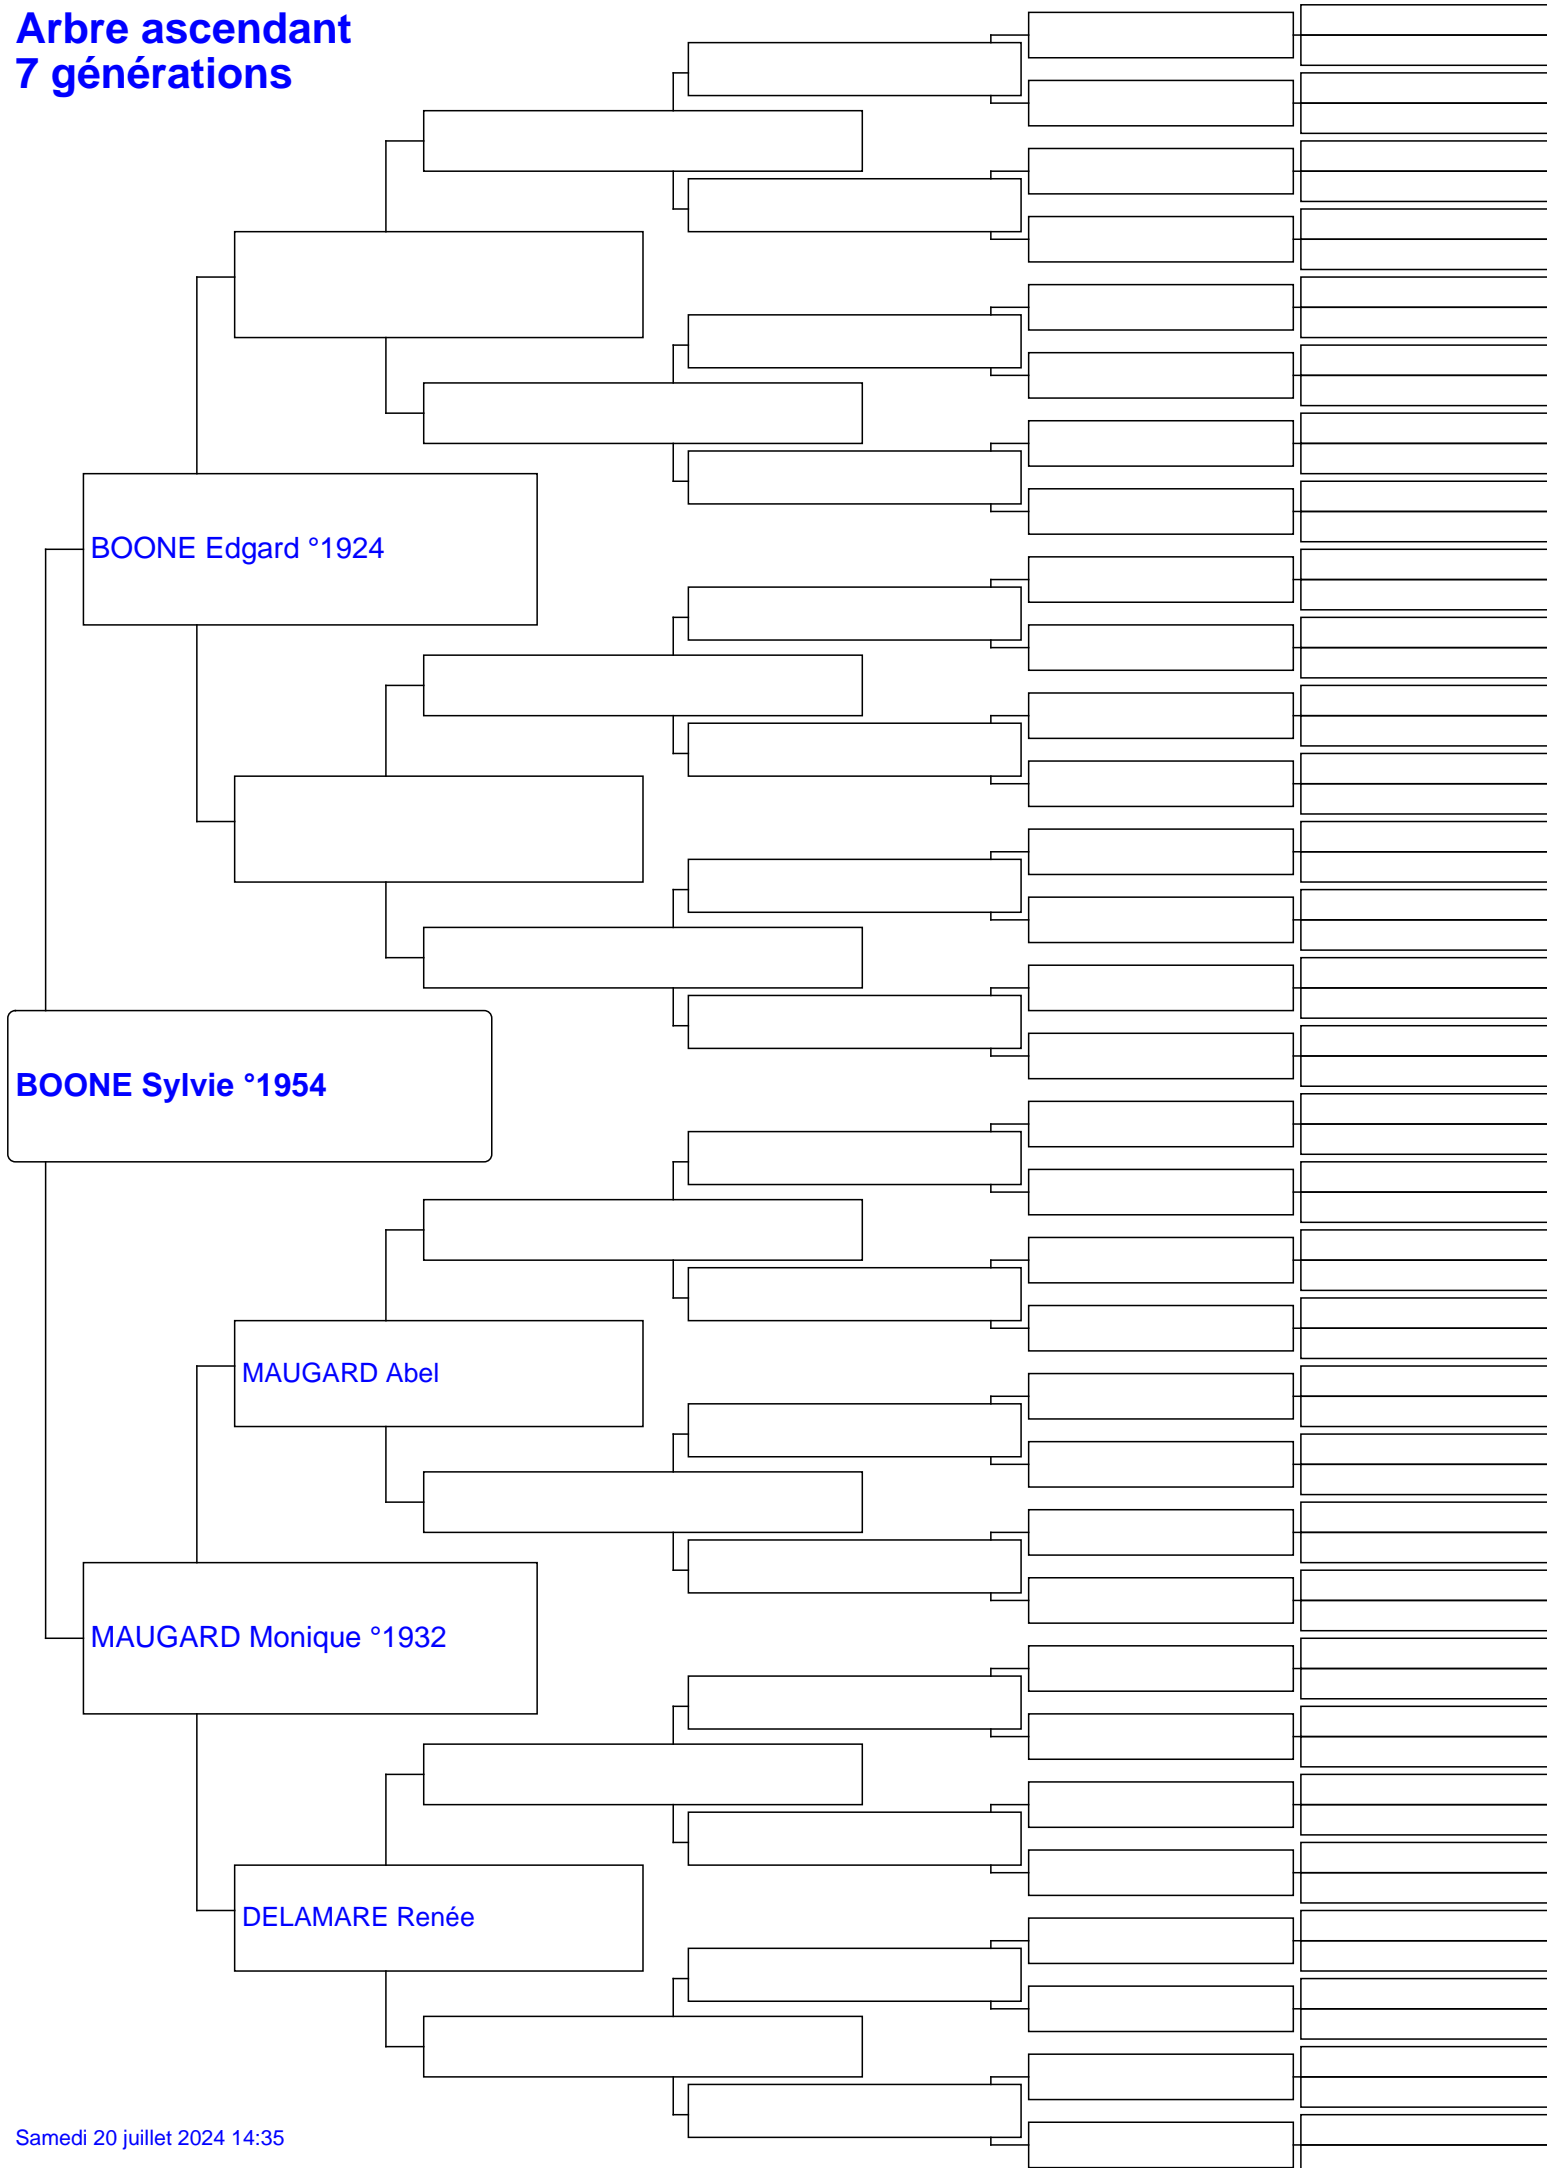 Arbre ascendant
7 générations
BOONE Edgard °1924
BOONE Sylvie °1954
MAUGARD Abel
MAUGARD Monique °1932
DELAMARE Renée
Samedi 20 juillet 2024 14:35